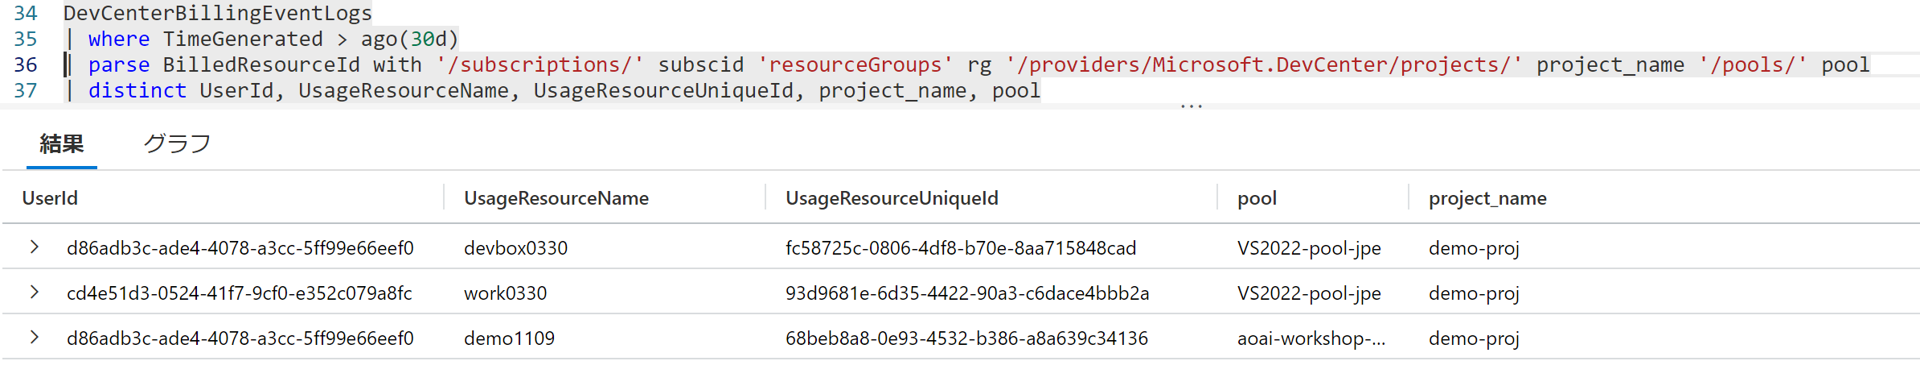 34 DevCenterBillingEventLogs
35 | where TimeGenerated > ago(30d)
36 | parse BilledResourceId with '/subscriptions/' subscid 'resourceGroups' rg '/providers/Microsoft.DevCenter/projects/' project_name '/pools/' pool
37 | distinct UserId, UsageResourceName, UsageResourceUniqueId, project_name, pool
...
結果 グラフ
UserId UsageResourceName UsageResourceUniqueId pool project_name
> d86adb3c-ade4-4078-a3cc-5ff99e66eef0 devbox0330 fc58725c-0806-4df8-b70e-8aa715848cad VS2022-pool-jpe demo-proj
> cd4e51d3-0524-41f7-9cf0-e352c079a8fc work0330 93d9681e-6d35-4422-90a3-c6dace4bbb2a VS2022-pool-jpe demo-proj
> d86adb3c-ade4-4078-a3cc-5ff99e66eef0 demo1109 68beb8a8-0e93-4532-b386-a8a639c34136 aoai-workshop-... demo-proj